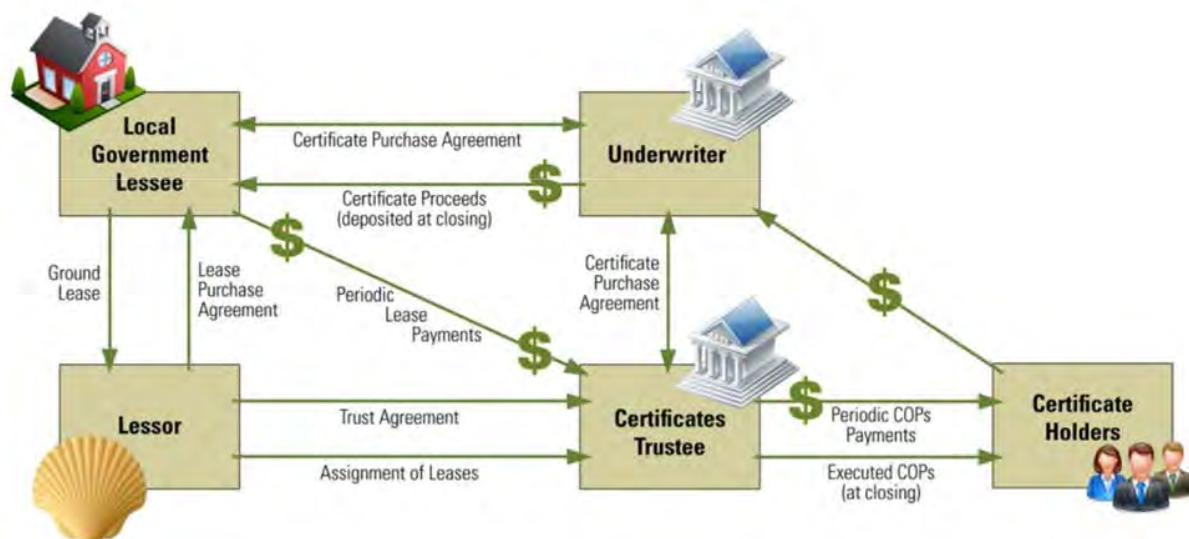 Local
Government
Lessee
Certificate Purchase Agreement
Underwriter
$
Certificate Proceeds
(deposited at closing)
$
Ground
Lease
Lease
Purchase
Agreement
Periodic
Lease
Payments
$
Certificate
Purchase
Agreement
$
Lessor
Trust Agreement
Assignment of Leases
Certificates
Trustee
$
Periodic COPs
Payments
Executed COPs
(at closing)
Certificate
Holders